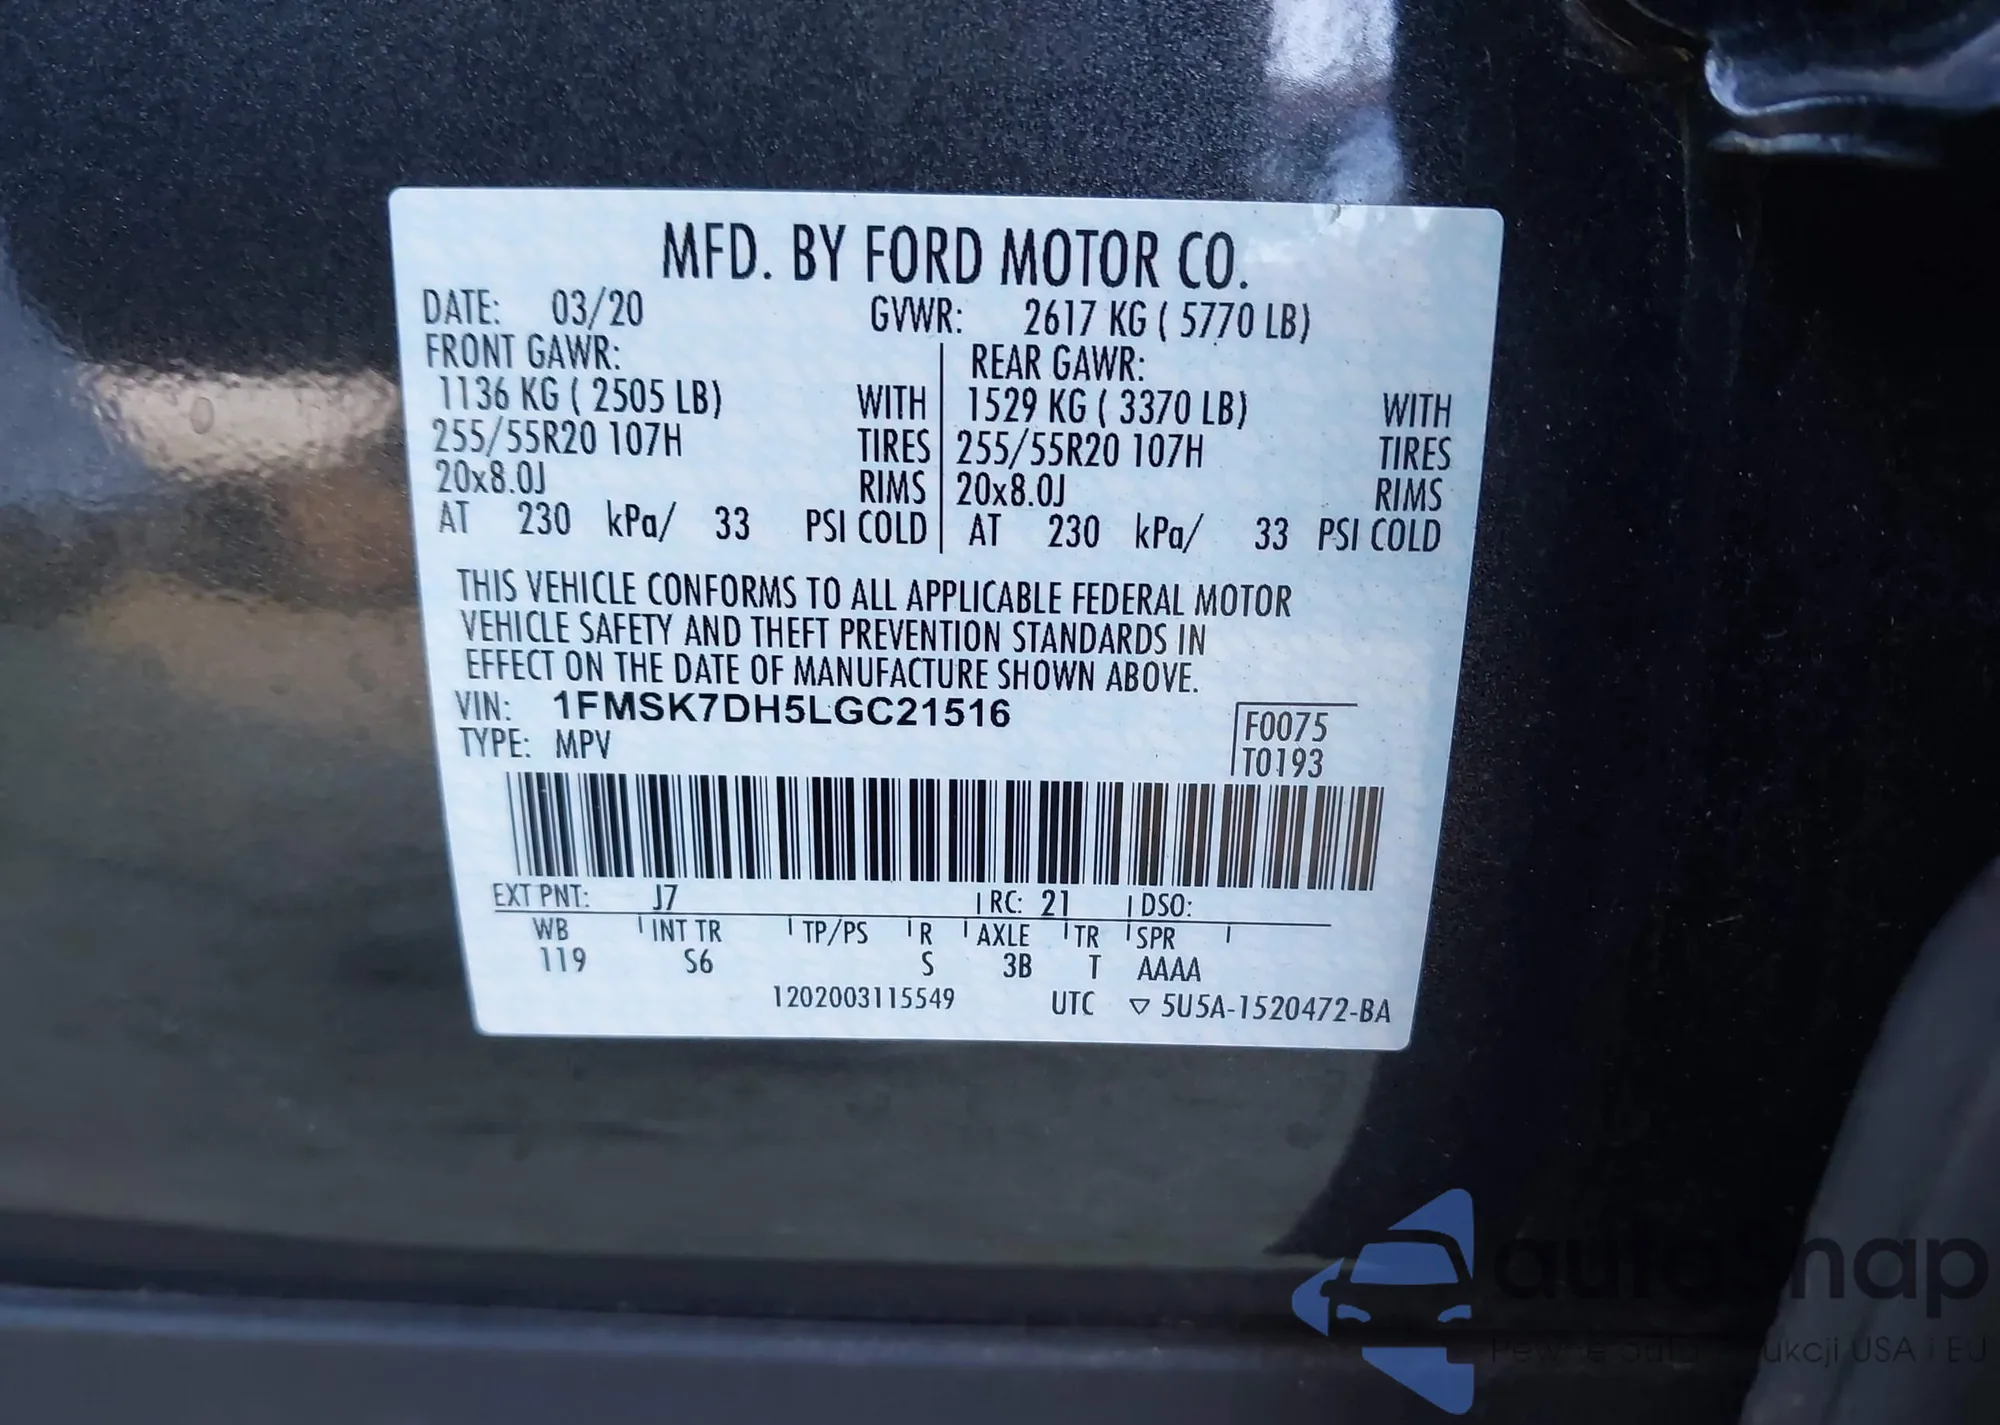 MFD. BY FORD MOTOR CO.
DATE: 03/20 GVWR: 2617 KG ( 5770 LB)
FRONT GAWR: REAR GAWR:
1136 KG ( 2505 LB) WITH 1529 KG ( 3370 LB) WITH
255/55R20 107H TIRES 255/55R20 107H TIRES
20x8.0J RIMS 20x8.0J RIMS
AT 230 kPa/ 33 PSI COLD AT 230 kPa/ 33 PSI COLD
THIS VEHICLE CONFORMS TO ALL APPLICABLE FEDERAL MOTOR
VEHICLE SAFETY AND THEFT PREVENTION STANDARDS IN
EFFECT ON THE DATE OF MANUFACTURE SHOWN ABOVE.
VIN: 1FMSK7DH5LGC21516 F0075
TYPE: MPV T0193
EXT PNT: J7 RC: 21 DSO:
WB INT TR TP/PS R AXLE TR SPR
119 S6 S 3B T AAAA
1202003115549 UTC ▽ 5U5A-1520472-BA
USA i EU